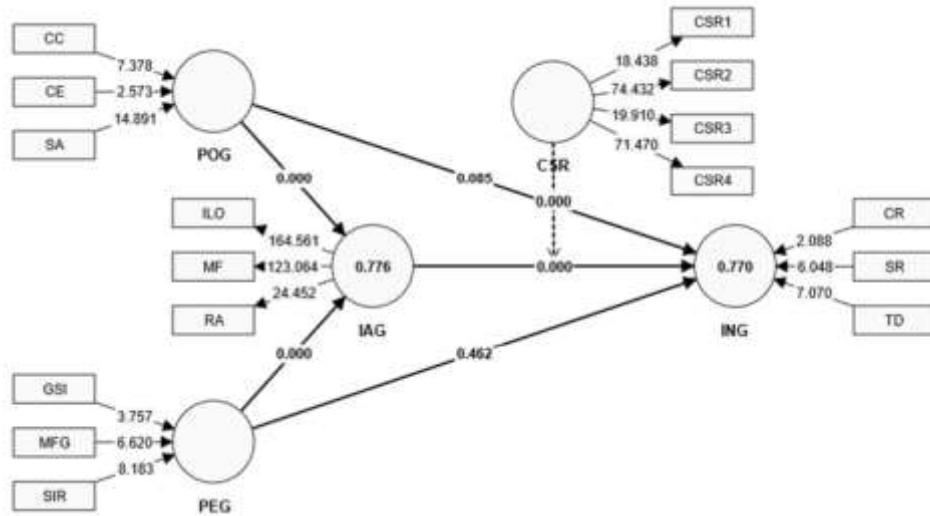 CC
7.378
CE
2.573
SA
14.891
POG
CSR1
18.438
CSR2
74.432
CSR3
19.910
CSR4
71.470
CSR
0.000
0.085
0.000
ILO
164.561
MF
123.064
RA
24.452
0.776
IAG
0.000
0.770
ING
CR
2.088
SR
6.048
TD
7.070
0.000
0.462
GSI
3.757
MFG
6.620
SIR
8.183
PEG